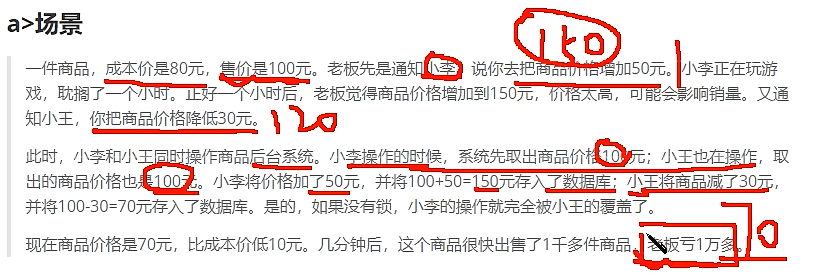 a>场景
150
一件商品，成本价是80元，售价是100元。老板先是通知小李，说你去把商品价格增加50元。小李正在玩游
戏，耽搁了一个小时。正好一个小时后，老板觉得商品价格增加到150元，价格太高，可能会影响销量。又通
知小王，你把商品价格降低30元。
120
此时，小李和小王同时操作商品后台系统。小李操作的时候，系统先取出商品价格100元；小王也在操作，取
出的商品价格也是100元。小李将价格加了50元，并将100+50=150元存入了数据库；小王将商品减了30元，
并将100-30=70元存入了数据库。是的，如果没有锁，小李的操作就完全被小王的覆盖了。
现在商品价格是70元，比成本价低10元。几分钟后，这个商品很快出售了1千多件商品，老板亏1万多。